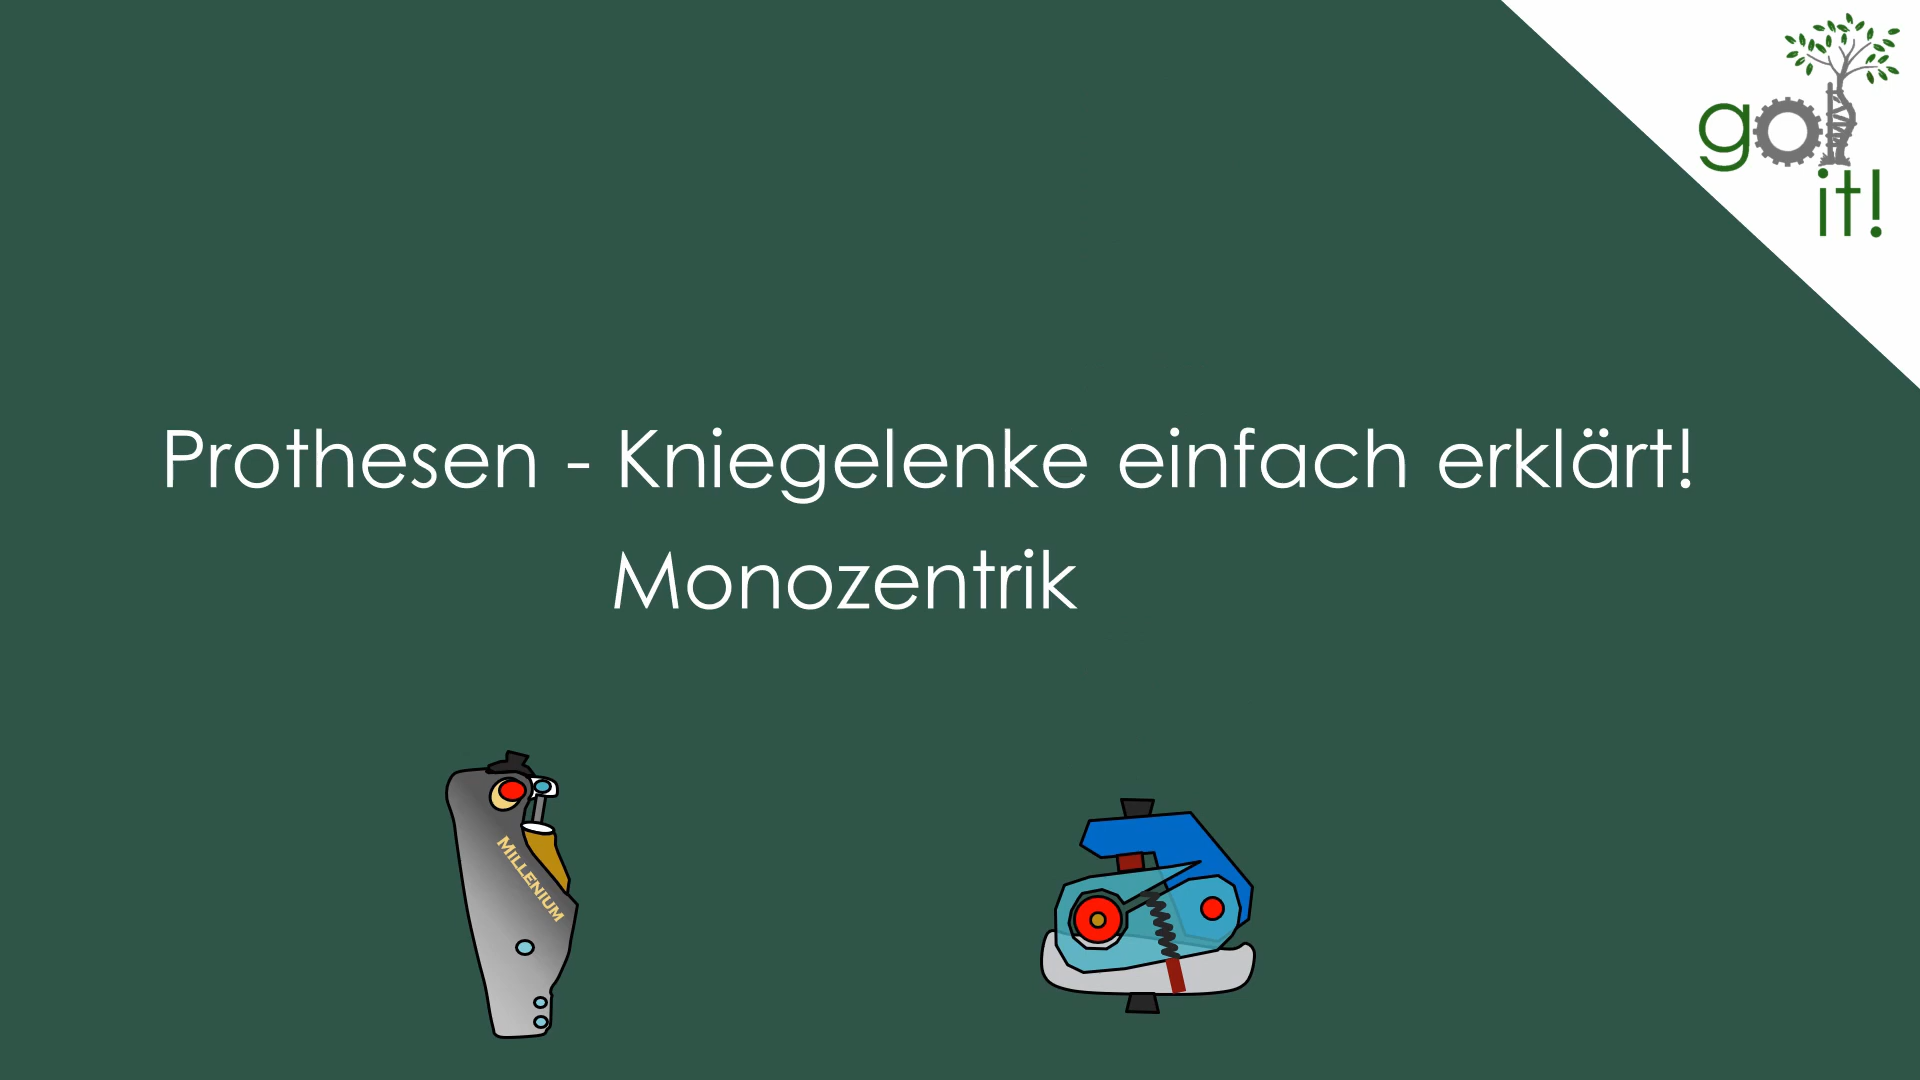 go
it!
Prothesen - Kniegelenke einfach erklärt!
Monozentrik
MILLENIUM